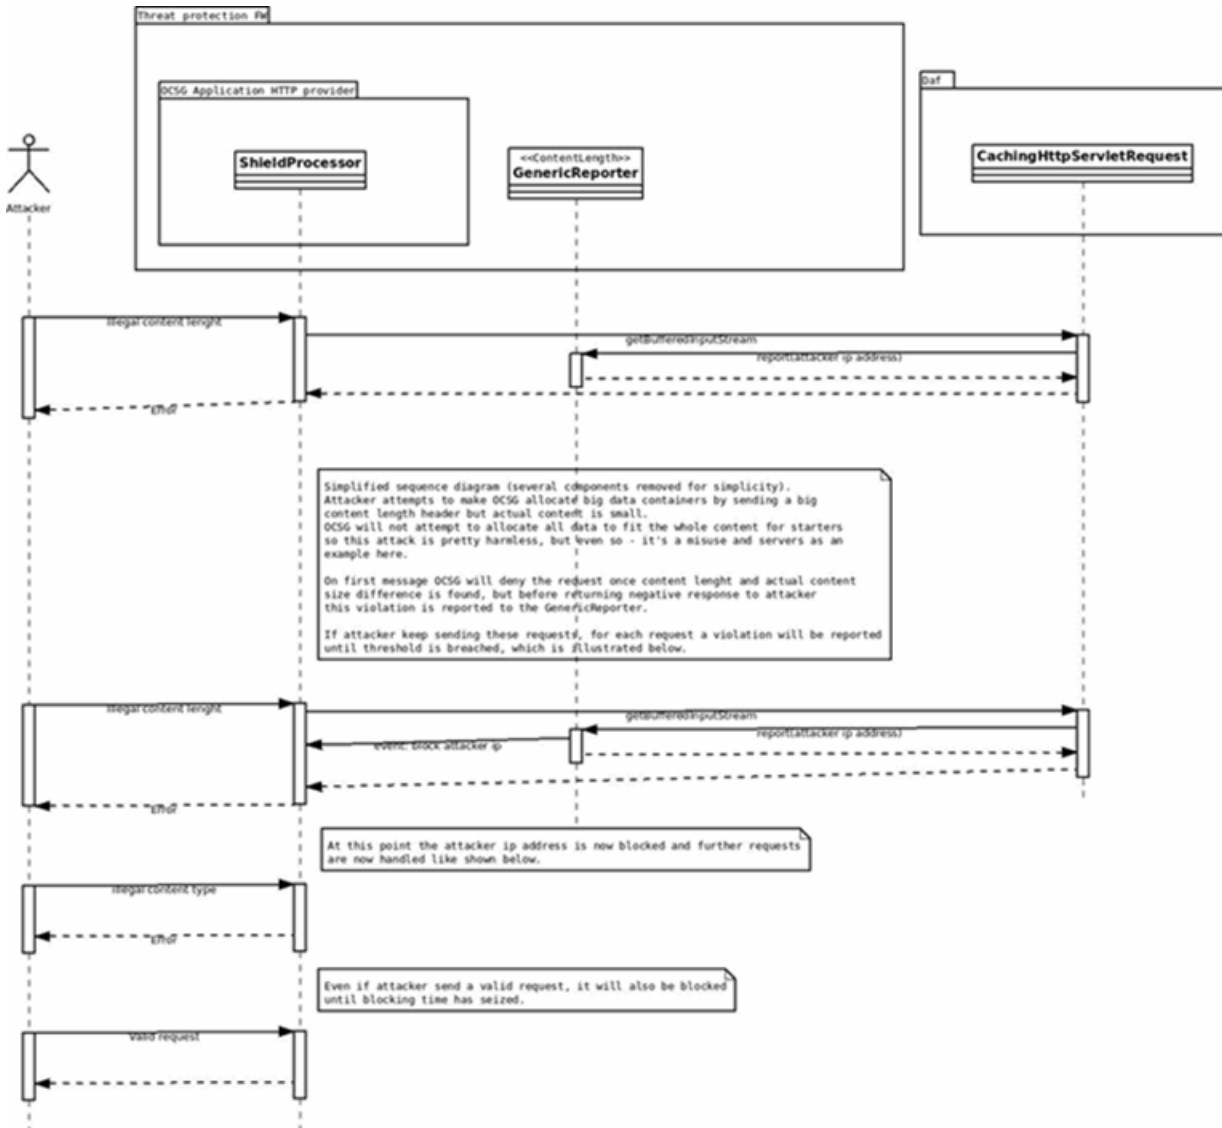 Threat protection FW
Daf
OCSG Application HTTP provider
<<ContentLength>>
GenericReporter
ShieldProcessor
CachingHttpServletRequest
Attacker
illegal content lenght
getBufferedInputStream
report(attacker ip address)
Error
Simplified sequence diagram (several components removed for simplicity).
Attacker attempts to make OCSG allocate big data containers by sending a big
content length header but actual content is small.
OCSG will not attempt to allocate all data to fit the whole content for starters
so this attack is pretty harmless, but even so - it's a misuse and servers as an
example here.
On first message OCSG will deny the request once content lenght and actual content
size difference is found, but before returning negative response to attacker
this violation is reported to the GenericReporter.
If attacker keep sending these requests, for each request a violation will be reported
until threshold is breached, which is illustrated below.
illegal content lenght
getBufferedInputStream
report(attacker ip address)
event: block attacker ip
Error
At this point the attacker ip address is now blocked and further requests
are now handled like shown below.
illegal content type
Error
Even if attacker send a valid request, it will also be blocked
until blocking time has seized.
Valid request